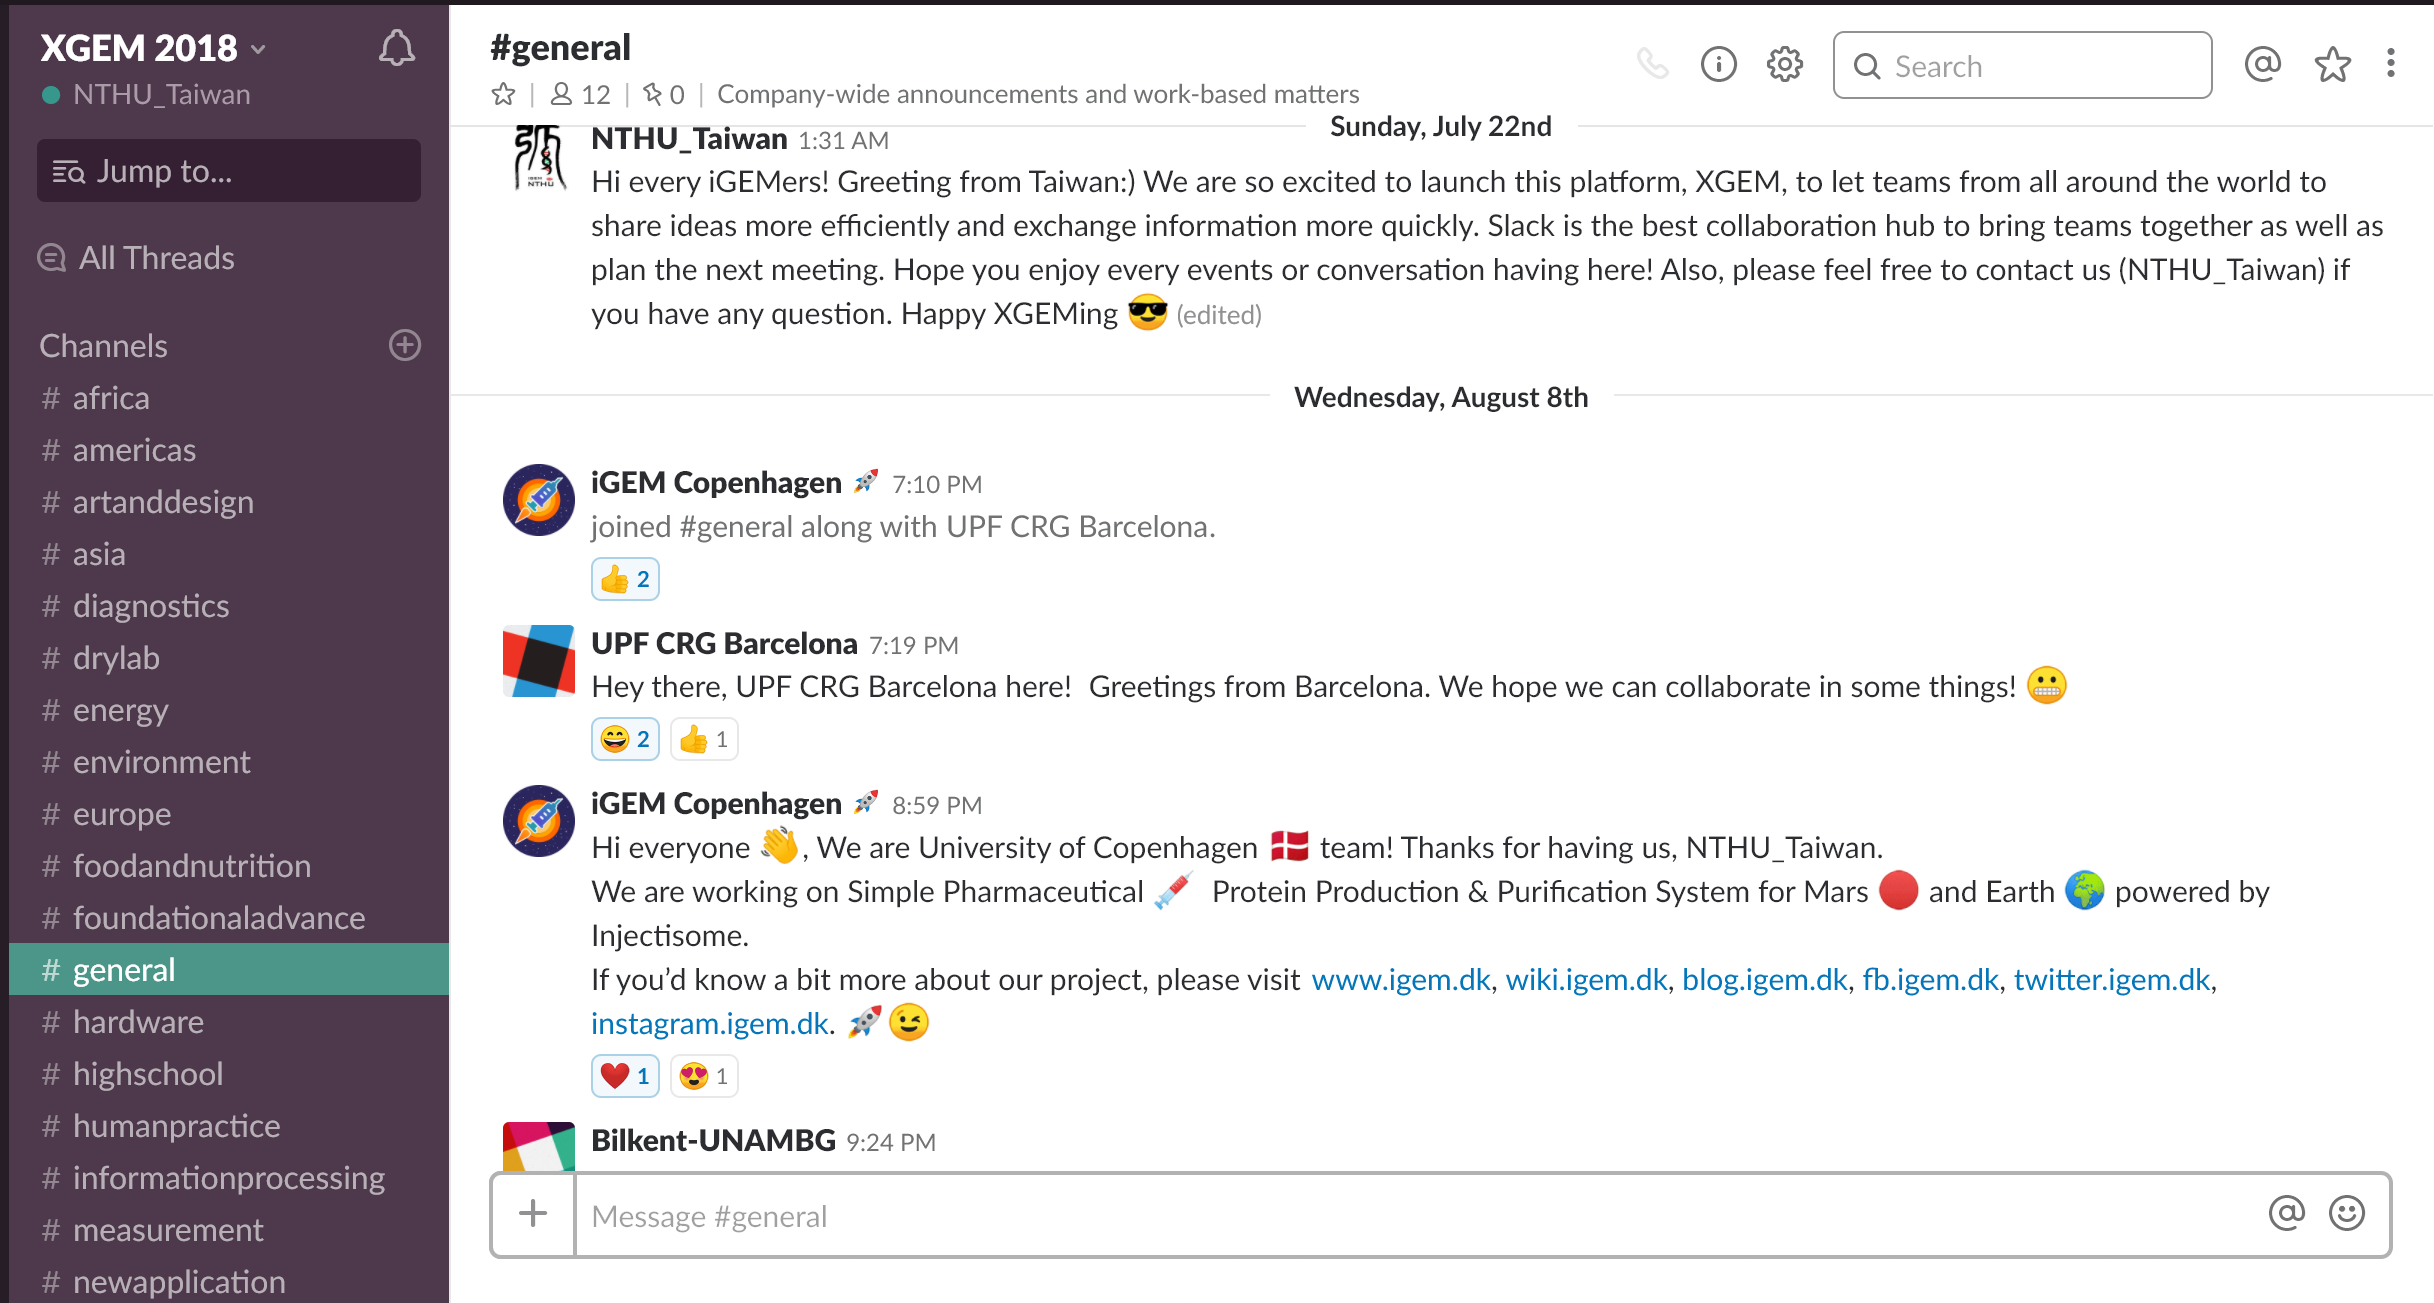 XGEM 2018
NTHU_Taiwan
Jump to...
All Threads
Channels
# africa
# americas
# artanddesign
# asia
# diagnostics
# drylab
# energy
# environment
# europe
# foodandnutrition
# foundationaladvance
# general
# hardware
# highschool
# humanpractice
# informationprocessing
# measurement
# newapplication
#general
12 | 0 | Company-wide announcements and work-based matters
Search
Sunday, July 22nd
NTHU
NTHU_Taiwan 1:31 AM
Hi every iGEMers! Greeting from Taiwan:) We are so excited to launch this platform, XGEM, to let teams from all around the world to
share ideas more efficiently and exchange information more quickly. Slack is the best collaboration hub to bring teams together as well as
plan the next meeting. Hope you enjoy every events or conversation having here! Also, please feel free to contact us (NTHU_Taiwan) if
you have any question. Happy XGEMing 😎 (edited)
Wednesday, August 8th
iGEM Copenhagen 🚀 7:10 PM
joined #general along with UPF CRG Barcelona.
👍 2
UPF CRG Barcelona 7:19 PM
Hey there, UPF CRG Barcelona here!  Greetings from Barcelona. We hope we can collaborate in some things! 😬
😄 2 👍 1
iGEM Copenhagen 🚀 8:59 PM
Hi everyone 👋, We are University of Copenhagen 🇩🇰 team! Thanks for having us, NTHU_Taiwan.
We are working on Simple Pharmaceutical 💉 Protein Production & Purification System for Mars 🔴 and Earth 🌍 powered by
Injectisome.
If you’d know a bit more about our project, please visit www.igem.dk, wiki.igem.dk, blog.igem.dk, fb.igem.dk, twitter.igem.dk,
instagram.igem.dk. 🚀😉
❤️ 1 😍 1
Bilkent-UNAMBG 9:24 PM
Message #general